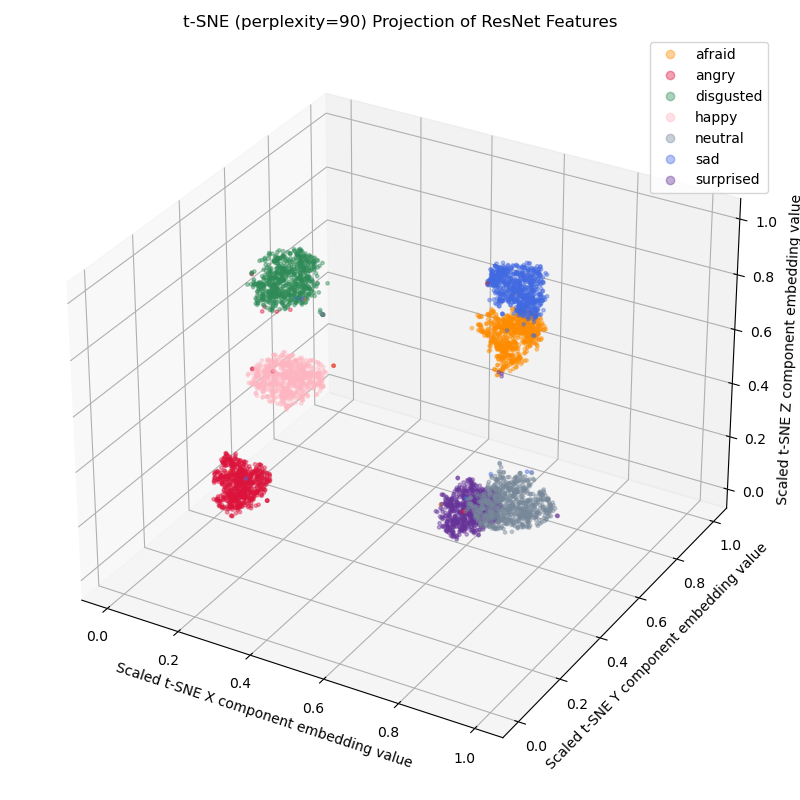 t-SNE (perplexity=90) Projection of ResNet Features
afraid
angry
disgusted
happy
neutral
sad
surprised
1.0
0.8
0.6
0.4
0.2
0.0
Scaled t-SNE Z component embedding value
1.0
0.8
0.6
0.4
0.2
0.0
Scaled t-SNE Y component embedding value
0.0
0.2
0.4
0.6
0.8
1.0
Scaled t-SNE X component embedding value